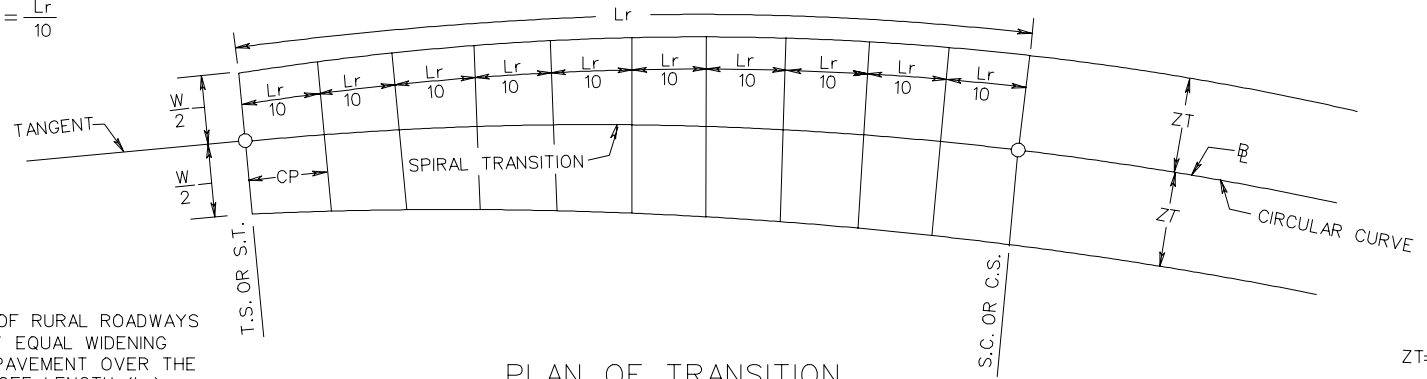 = Lr/10
Lr
Lr/10 Lr/10 Lr/10 Lr/10 Lr/10 Lr/10 Lr/10 Lr/10 Lr/10 Lr/10
W/2
TANGENT
ZT
SPIRAL TRANSITION
W/2
CP
ZT
CIRCULAR CURVE
T.S. OR S.T.
S.C. OR C.S.
OF RURAL ROADWAYS
EQUAL WIDENING
PAVEMENT OVER THE
ZT=
PLAN OF TRANSITION